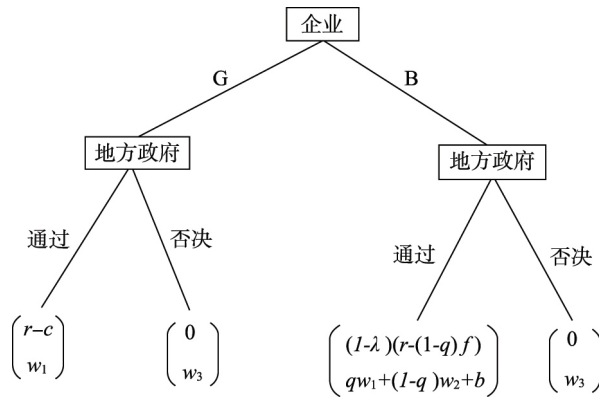 企业
G
B
地方政府
地方政府
通过
否决
通过
否决
r-c
w₁
0
w₃
(1-λ)(r-(1-q)f)
qw₁+(1-q)w₂+b
0
w₃